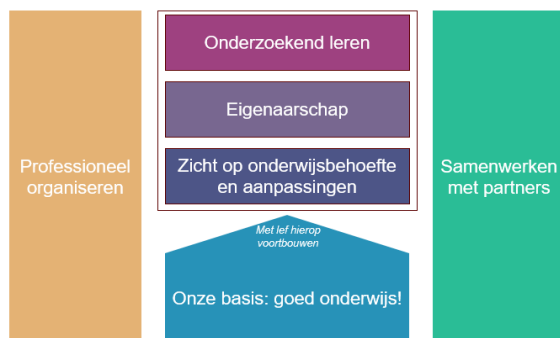 Onderzoekend leren
Eigenaarschap
Zicht op onderwijsbehoefte
en aanpassingen
Professioneel
organiseren
Samenwerken
met partners
Met lef hierop
voortbouwen
Onze basis: goed onderwijs!